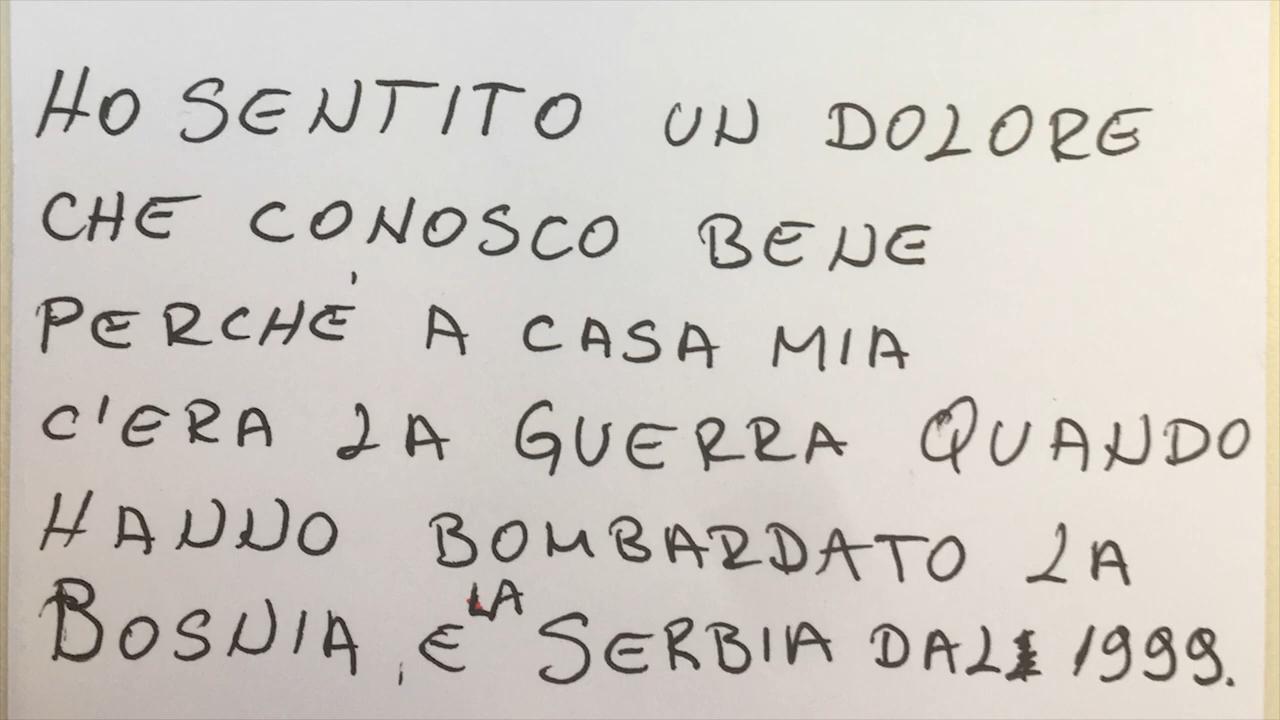 HO SENTITO UN DOLORE
CHE CONOSCO BENE
PERCHÉ A CASA MIA
C'ERA LA GUERRA QUANDO
HANNO BOMBARDATO LA
BOSNIA, E LA SERBIA DAL 1999.